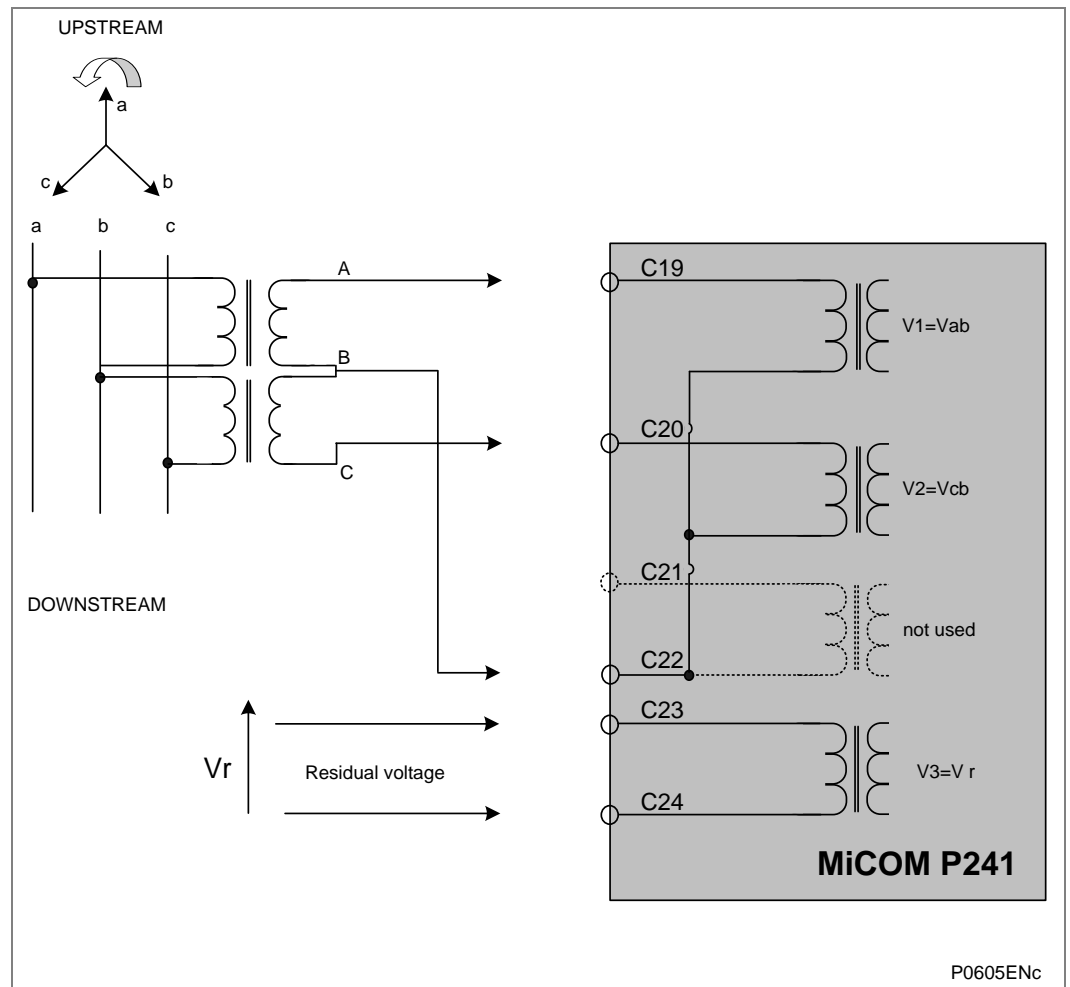 UPSTREAM
a
c
b
a b c
A
B
C
C19
V1=Vab
C20
V2=Vcb
C21
DOWNSTREAM
not used
C22
C23
Vr
Residual voltage
V3=V r
C24
MiCOM P241
P0605ENc